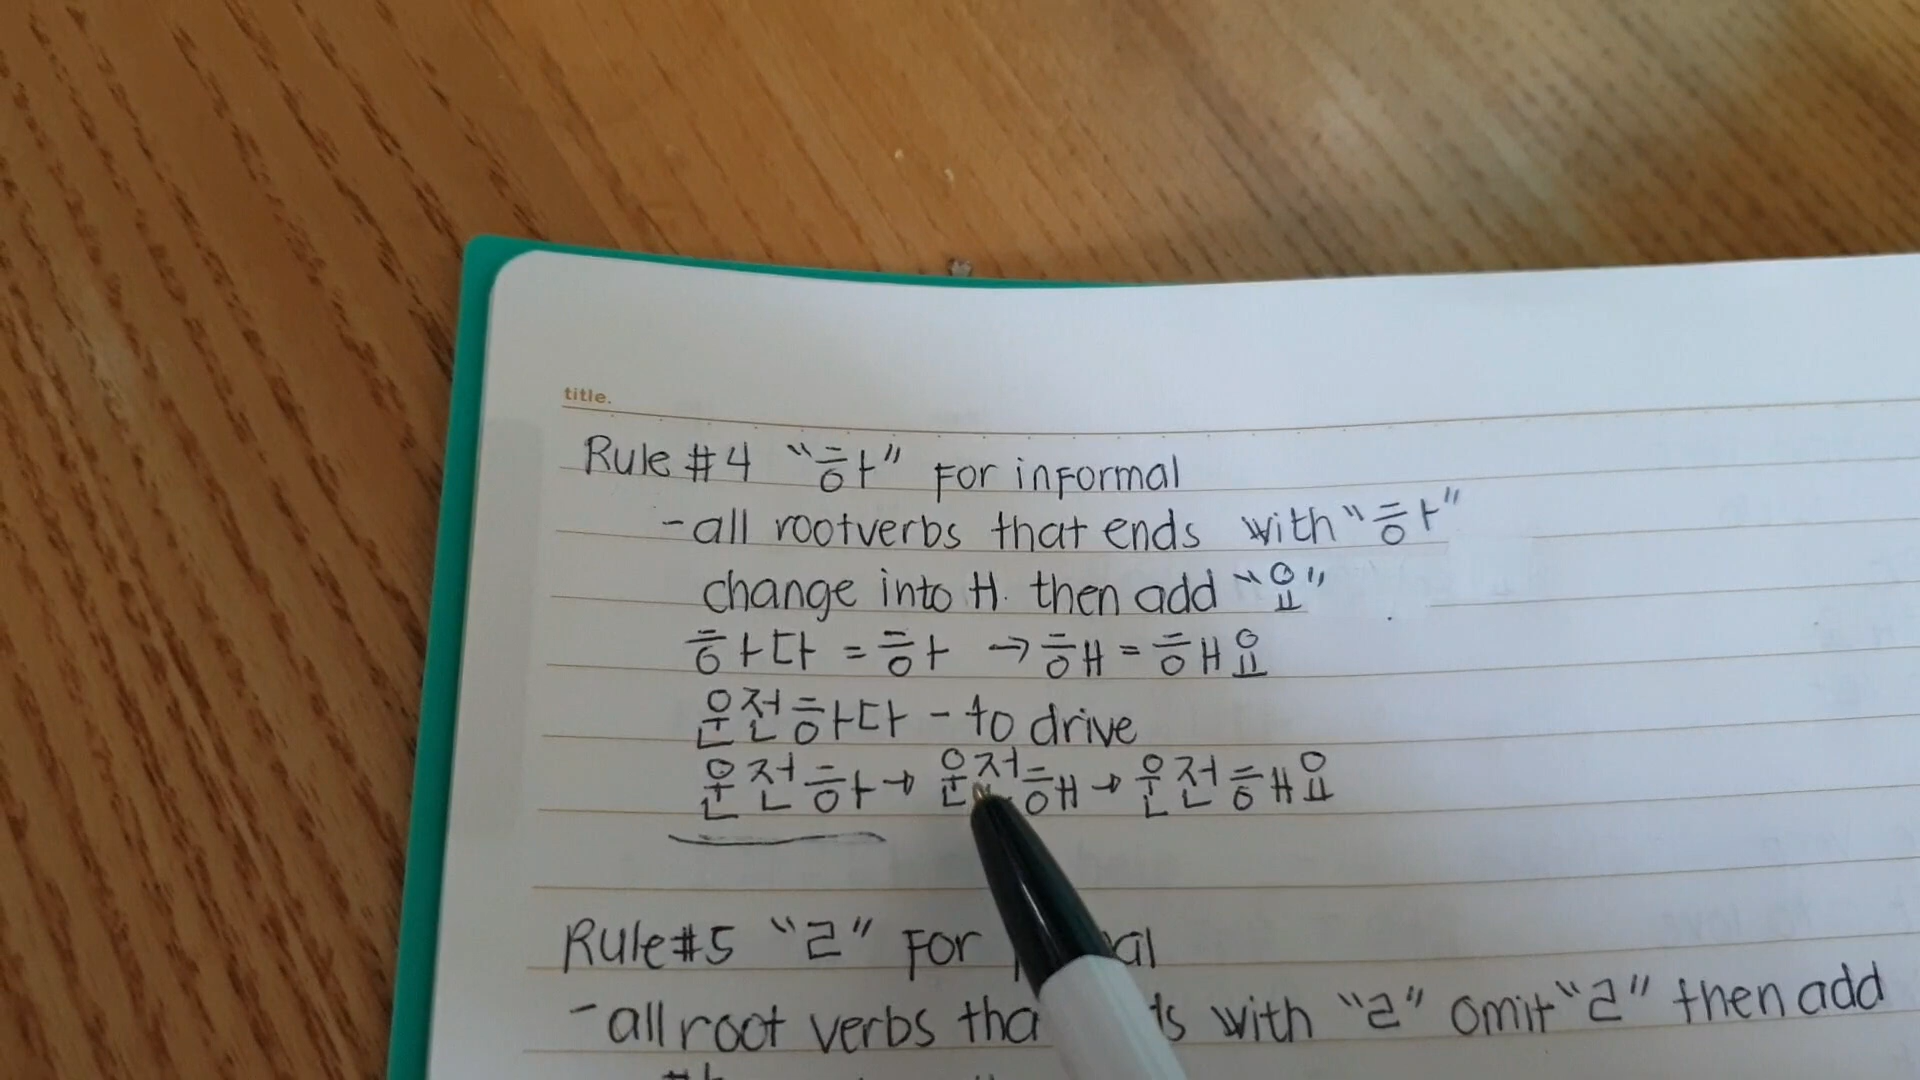 title.
Rule #4 "하" For informal
-all rootverbs that ends with "하"
change into ㅐ. then add "요"
하다 = 하 → 해 = 해요
운전하다 - to drive
운전하 → 운전해 → 운전해요
Rule #5 "ㄹ" For
-all root verbs with "ㄹ" omit "ㄹ" then add